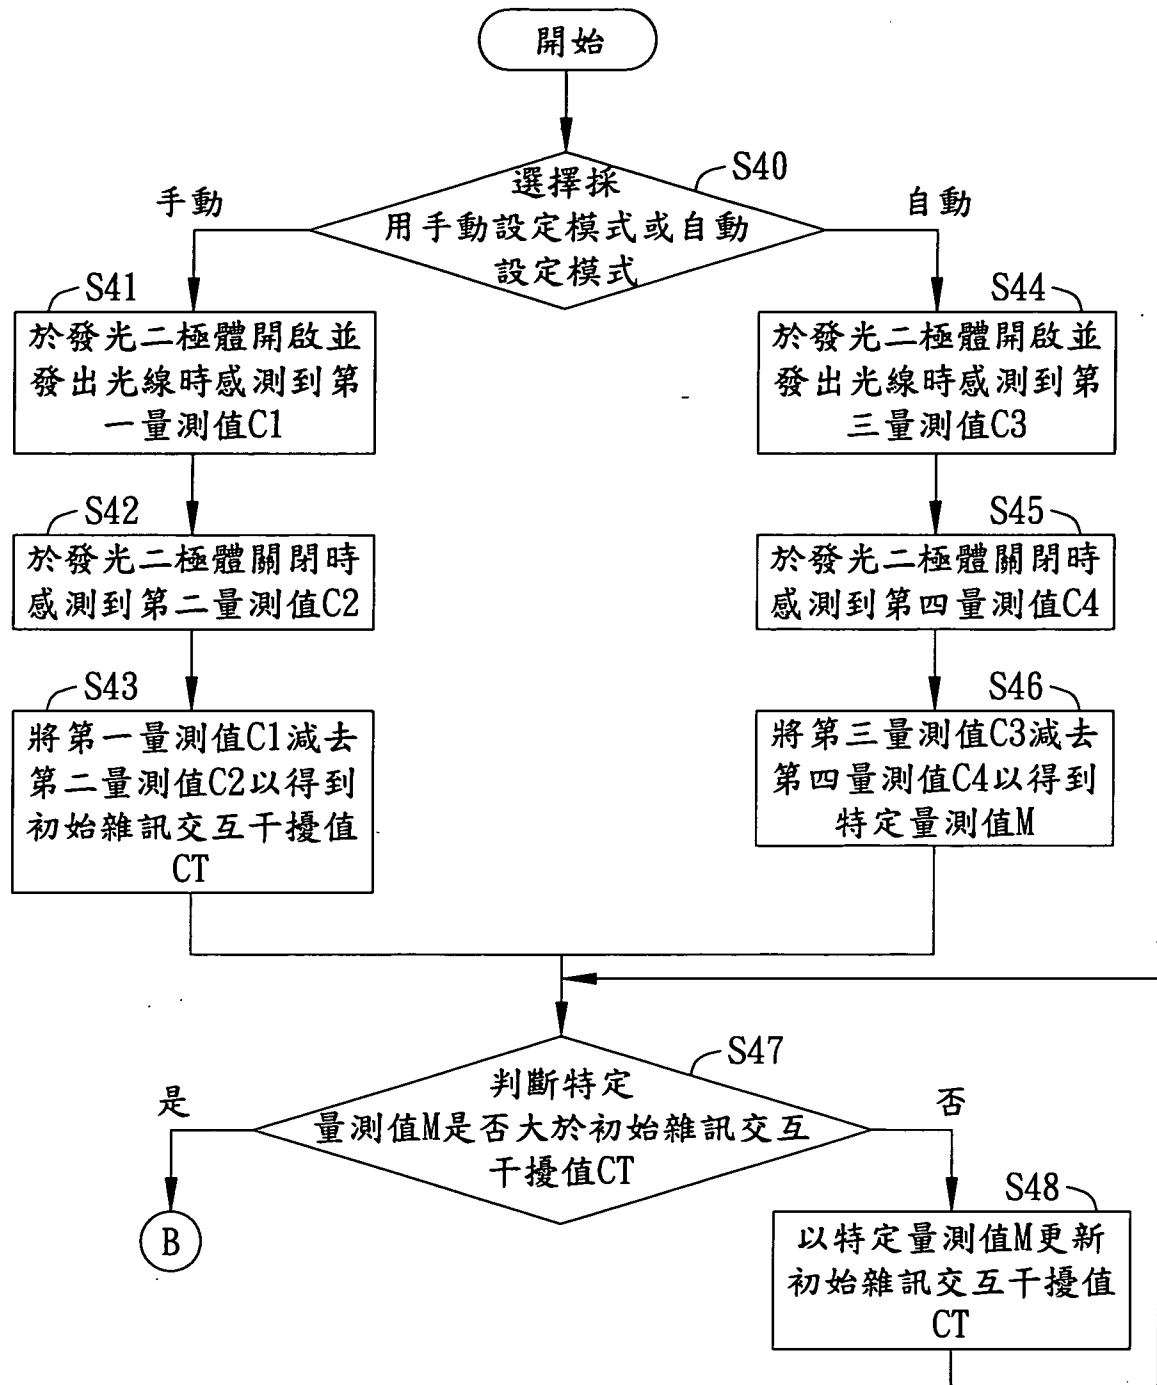 開始
S40
選擇採
用手動設定模式或自動
設定模式
手動
自動
S41
於發光二極體開啟並
發出光線時感測到第
一量測值C1
S44
於發光二極體開啟並
發出光線時感測到第
三量測值C3
S42
於發光二極體關閉時
感測到第二量測值C2
S45
於發光二極體關閉時
感測到第四量測值C4
S43
將第一量測值C1減去
第二量測值C2以得到
初始雜訊交互干擾值
CT
S46
將第三量測值C3減去
第四量測值C4以得到
特定量測值M
S47
判斷特定
量測值M是否大於初始雜訊交互
干擾值CT
是
否
B
S48
以特定量測值M更新
初始雜訊交互干擾值
CT